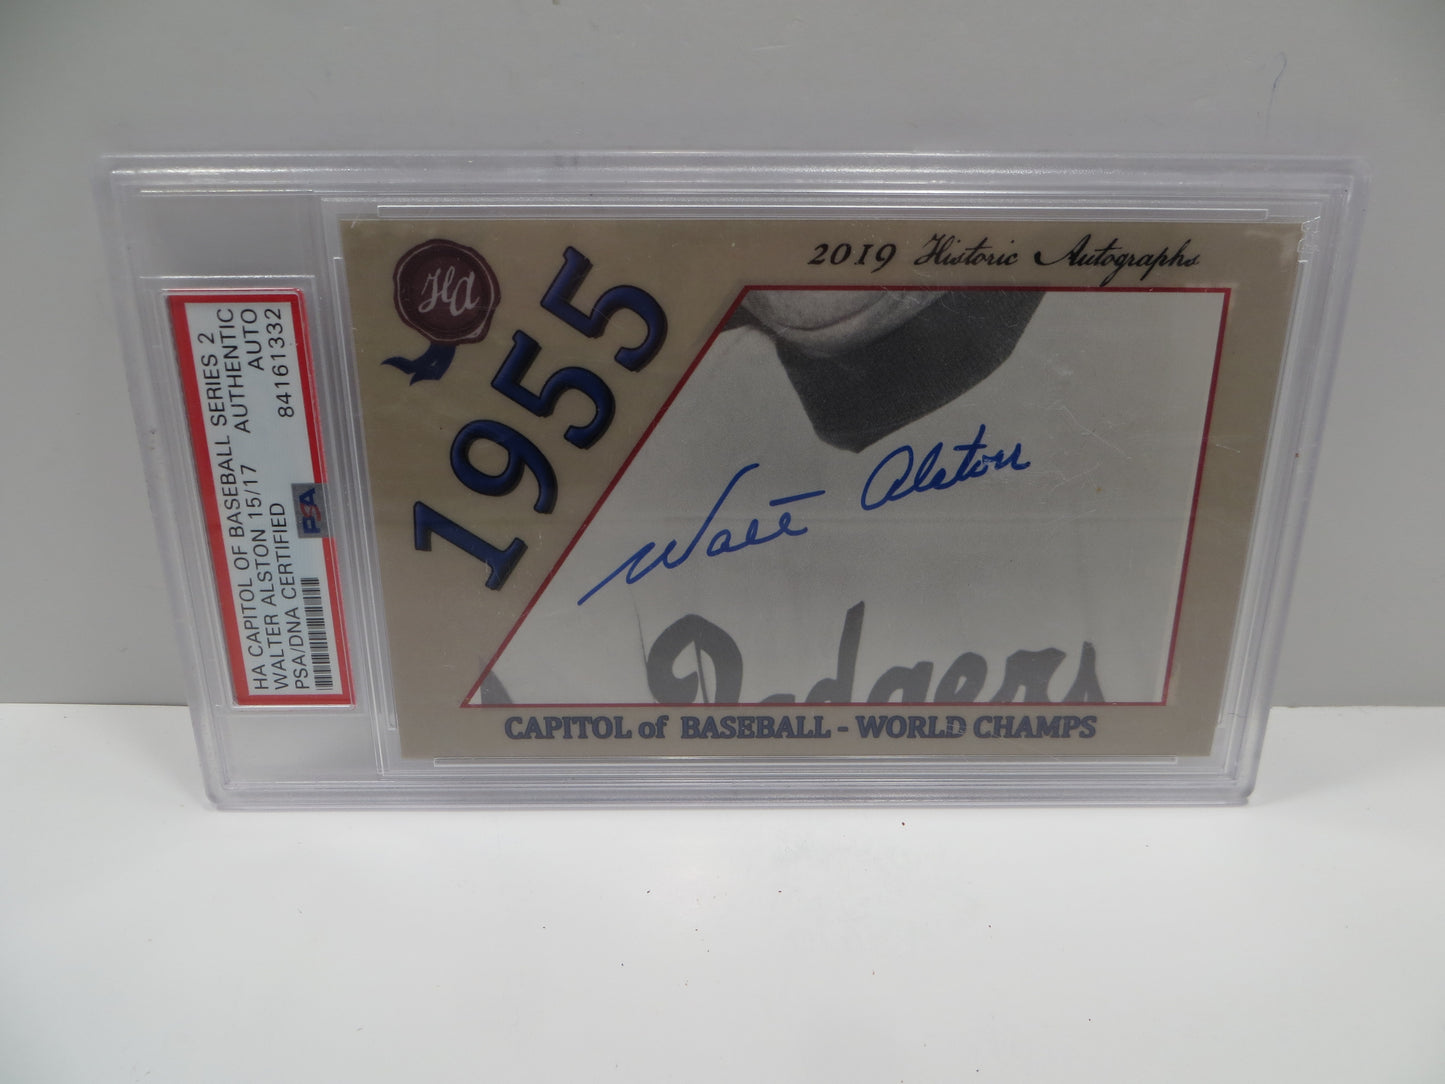 HA CAPITOL OF BASEBALL SERIES 2
WALTER ALSTON 15/17 AUTHENTIC
PSA/DNA CERTIFIED AUTO
84161332
PSA
HA
1955
2019 Historic Autographs
Walt Alston
Dodgers
CAPITOL of BASEBALL - WORLD CHAMPS